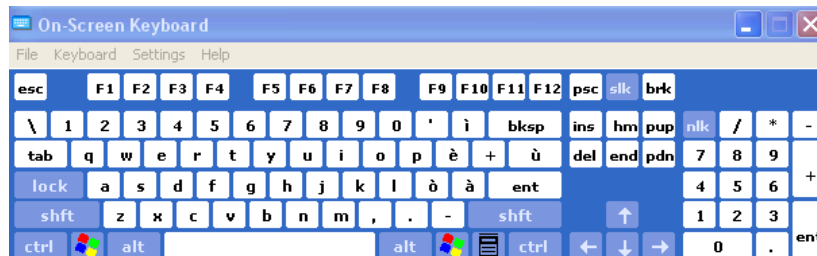 On-Screen Keyboard
File Keyboard Settings Help
esc F1 F2 F3 F4 F5 F6 F7 F8 F9 F10 F11 F12 psc slk brk
\ 1 2 3 4 5 6 7 8 9 0 ' ì bksp ins hm pup nlk / * -
tab q w e r t y u i o p è + ù del end pdn 7 8 9 +
lock a s d f g h j k l ò à ent 4 5 6
shft z x c v b n m , . - shft ↑ 1 2 3
ctrl alt alt ctrl ← ↓ → 0 . ent